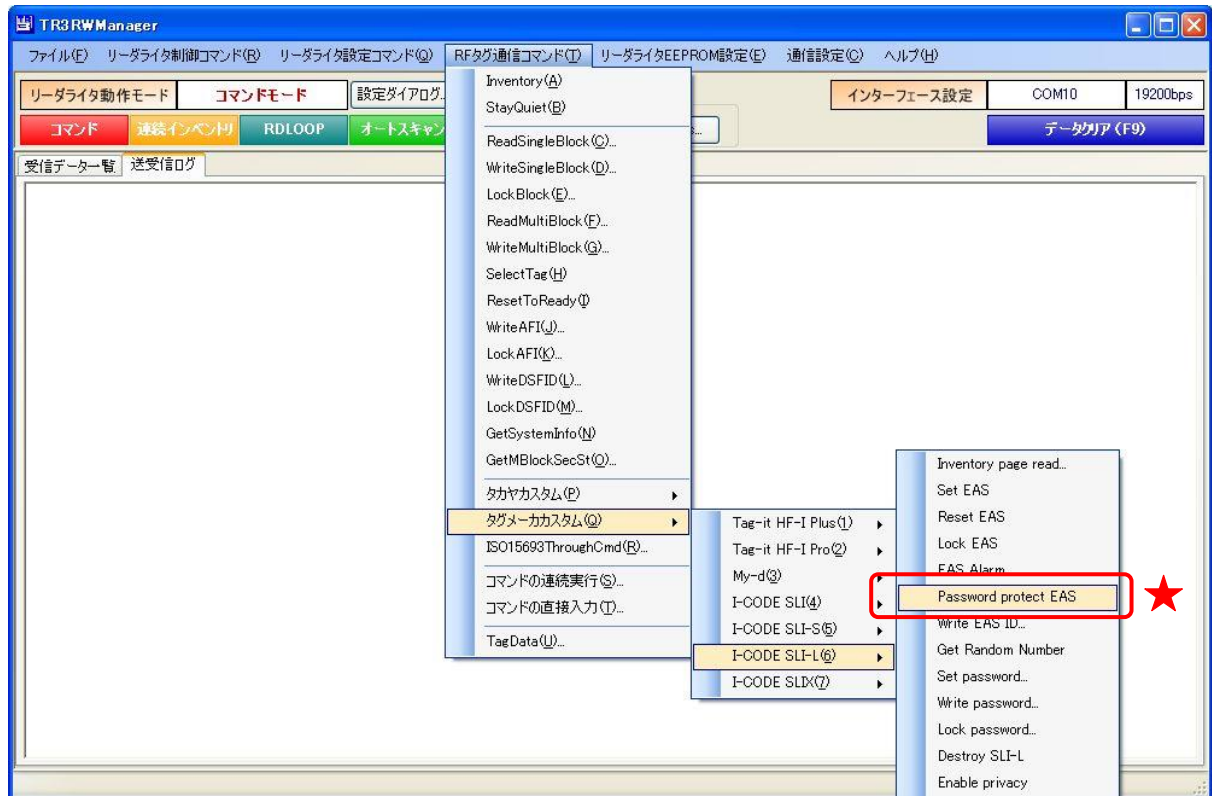 TR3RWManager
ファイル(F) リーダライタ制御コマンド(R) リーダライタ設定コマンド(Q) RFタグ通信コマンド(T) リーダライタEEPROM設定(E) 通信設定(C) ヘルプ(H)
リーダライタ動作モード コマンドモード 設定ダイアログ... インターフェース設定 COM10 19200bps
コマンド 連続インベントリ RDLOOP オートスキャン データクリア(F9)
受信データ一覧 送受信ログ
Inventory(A)
StayQuiet(B)
ReadSingleBlock(C)...
WriteSingleBlock(D)...
LockBlock(E)...
ReadMultiBlock(F)...
WriteMultiBlock(G)...
SelectTag(H)
ResetToReady(I)
WriteAFI(J)...
LockAFI(K)...
WriteDSFID(L)...
LockDSFID(M)...
GetSystemInfo(N)
GetMBlockSecSt(O)...
タカヤカスタム(P)
タグメーカカスタム(Q)
ISO15693ThroughCmd(R)...
コマンドの連続実行(S)...
コマンドの直接入力(T)...
TagData(U)...
Tag-it HF-I Plus(1)
Tag-it HF-I Pro(2)
My-d(3)
I-CODE SLI(4)
I-CODE SLI-S(5)
I-CODE SLI-L(6)
I-CODE SLIX(7)
Inventory page read...
Set EAS
Reset EAS
Lock EAS
EAS Alarm
Password protect EAS
Write EAS ID...
Get Random Number
Set password...
Write password...
Lock password...
Destroy SLI-L
Enable privacy